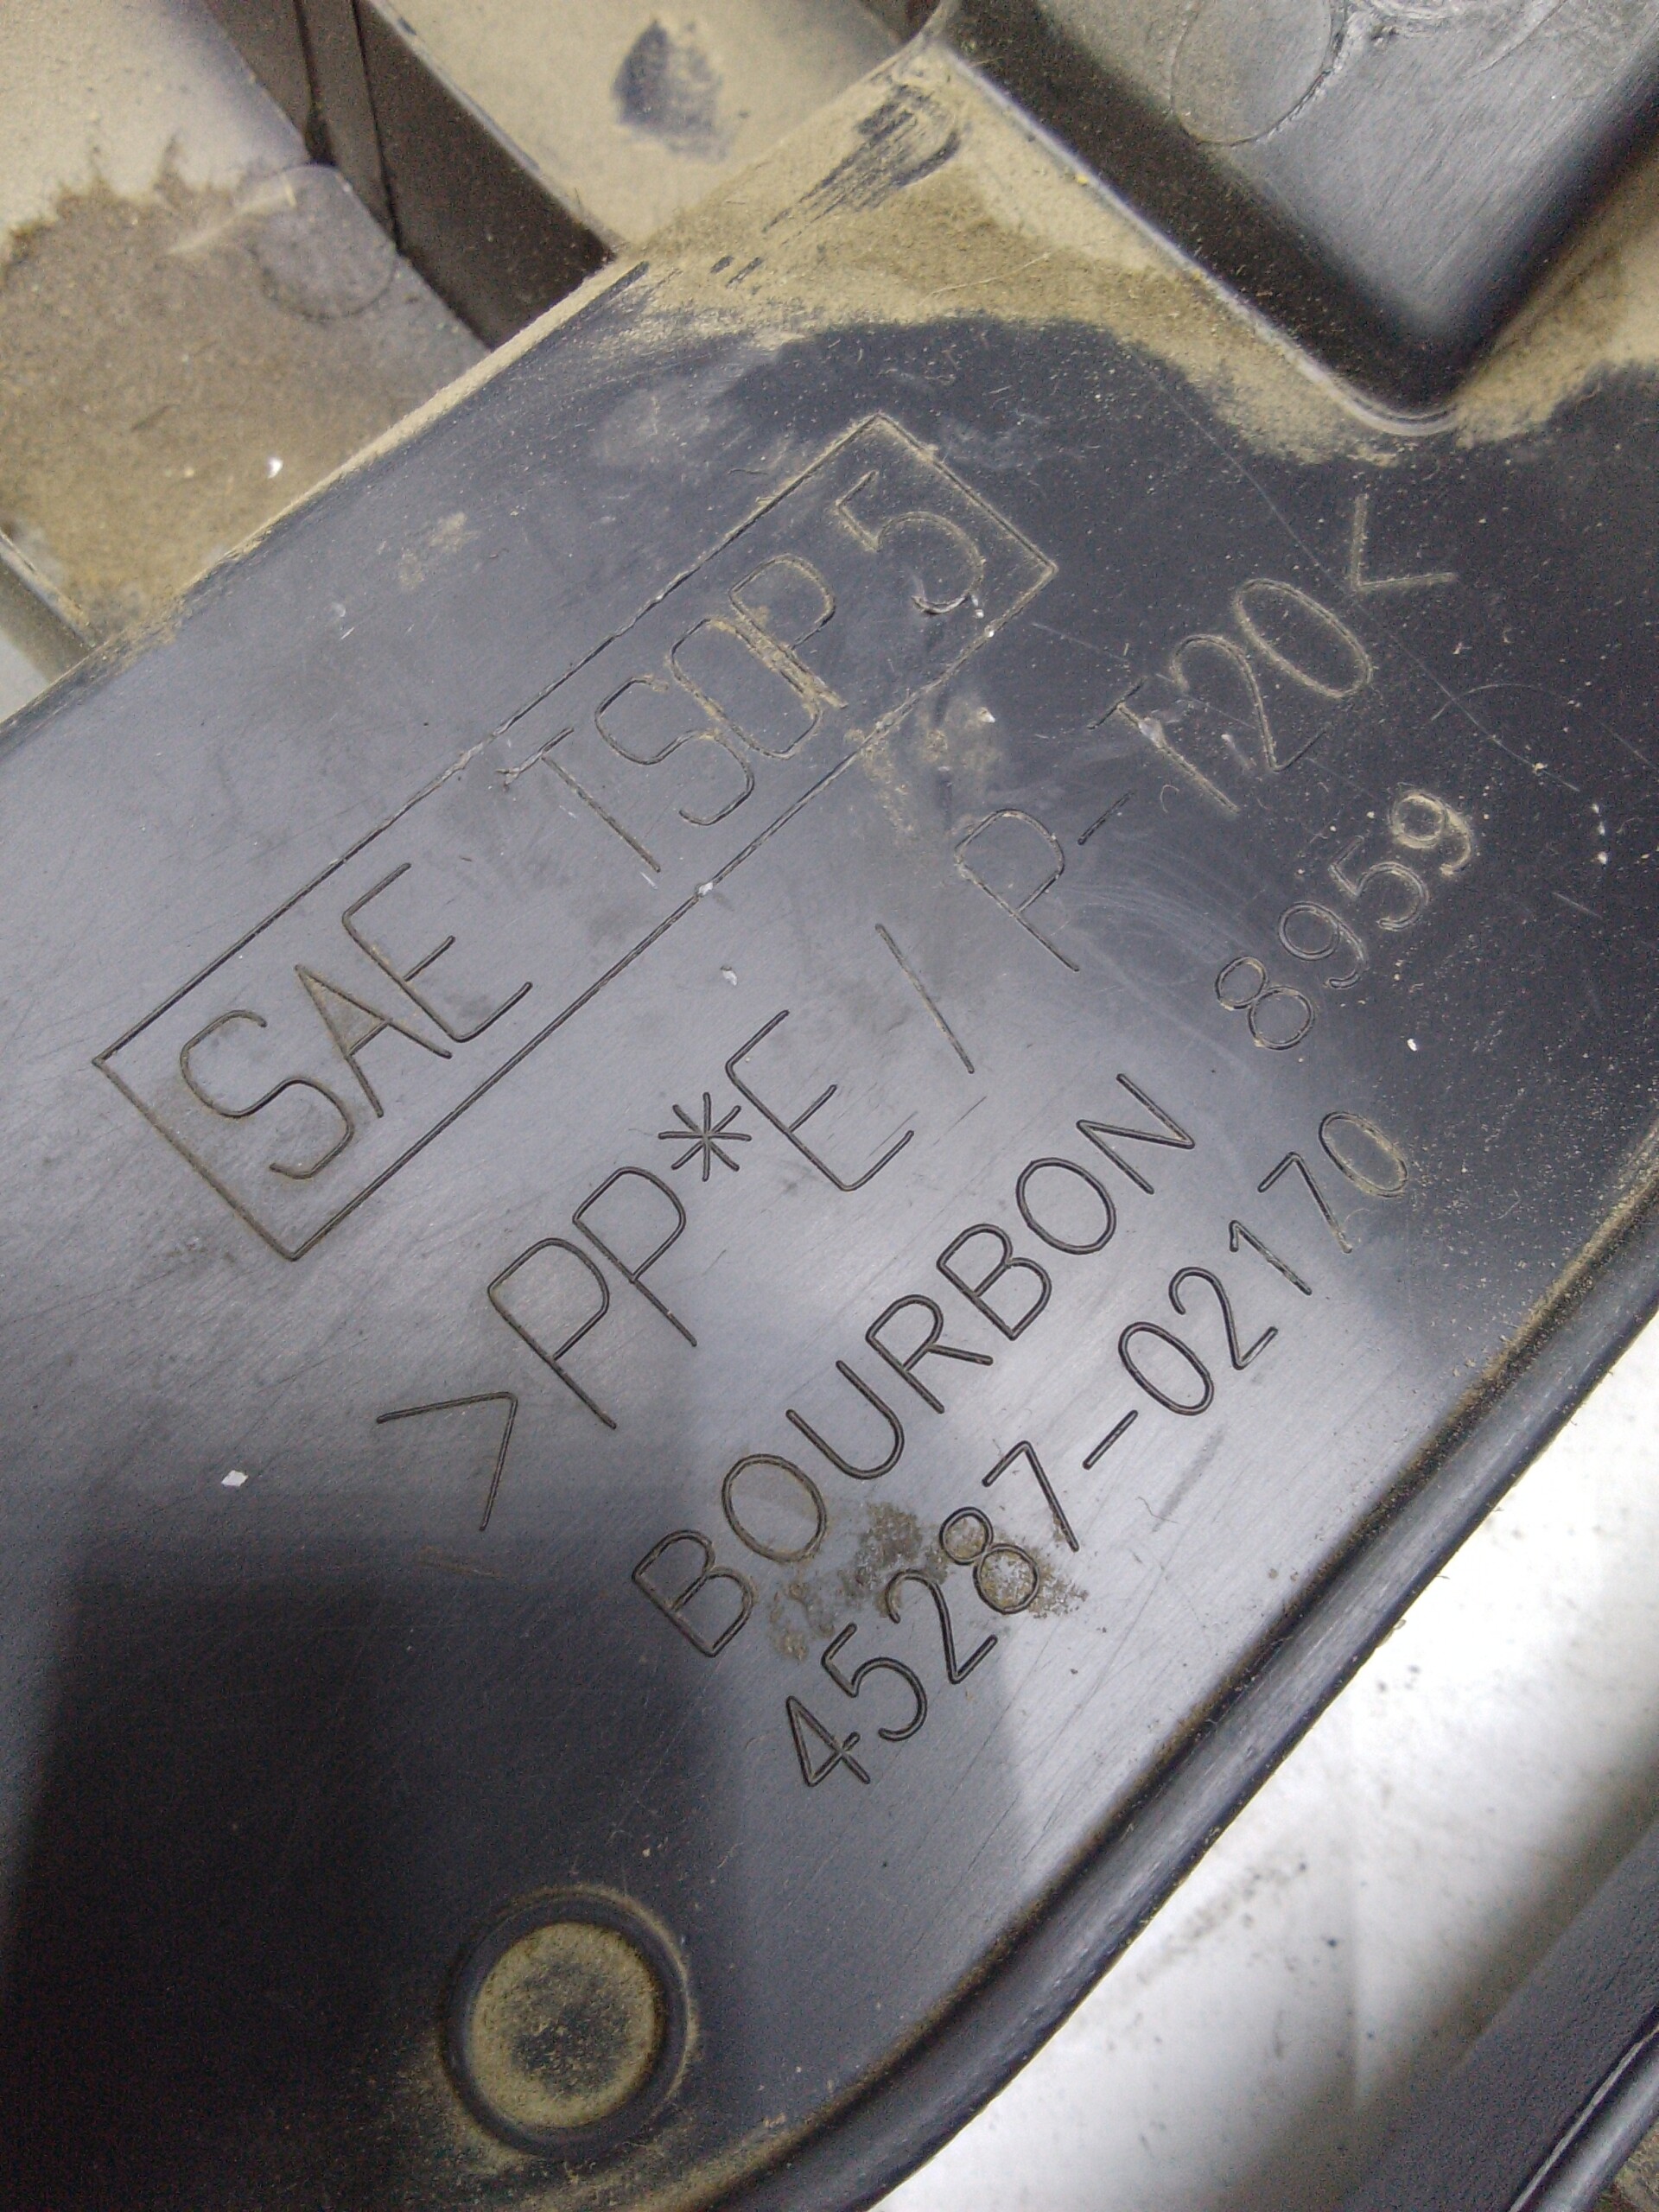 SAE TSOP 5
>PP*E / P-T20<
BOURBON 8959
45287-02170